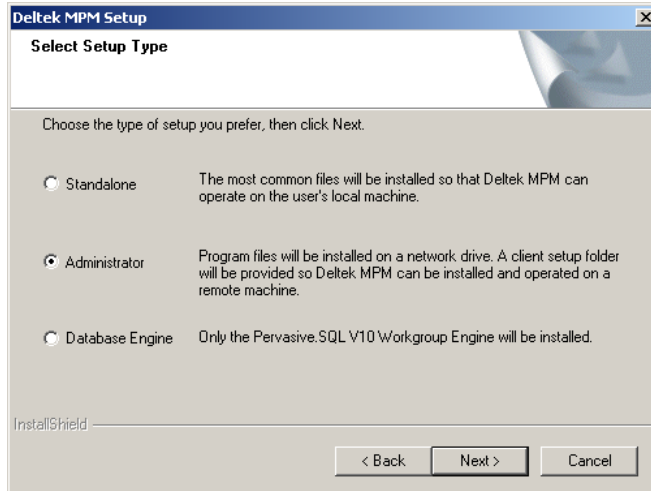 Deltek MPM Setup
Select Setup Type
Choose the type of setup you prefer, then click Next.
Standalone
The most common files will be installed so that Deltek MPM can
operate on the user's local machine.
Administrator
Program files will be installed on a network drive. A client setup folder
will be provided so Deltek MPM can be installed and operated on a
remote machine.
Database Engine
Only the Pervasive.SQL V10 Workgroup Engine will be installed.
InstallShield
< Back
Next >
Cancel